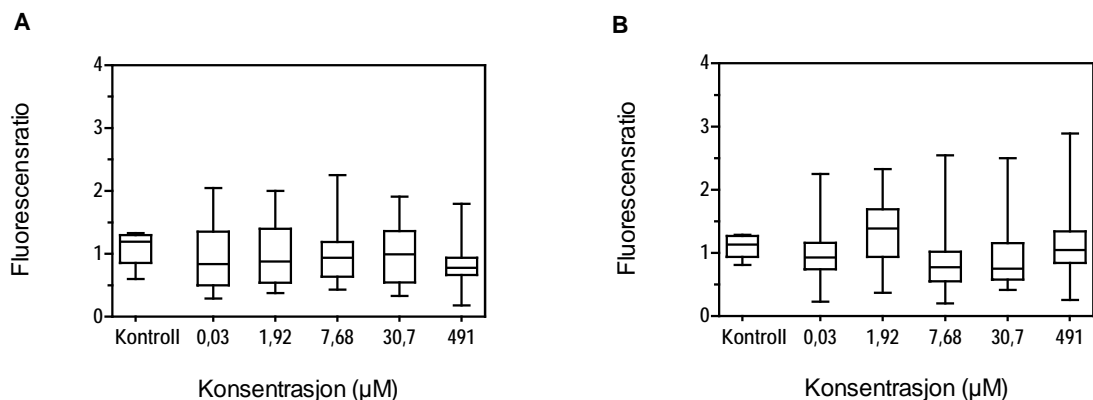 A
Fluorescensratio
4
3
2
1
0
Kontroll 0,03 1,92 7,68 30,7 491
Konsentrasjon (µM)
B
Fluorescensratio
4
3
2
1
0
Kontroll 0,03 1,92 7,68 30,7 491
Konsentrasjon (µM)